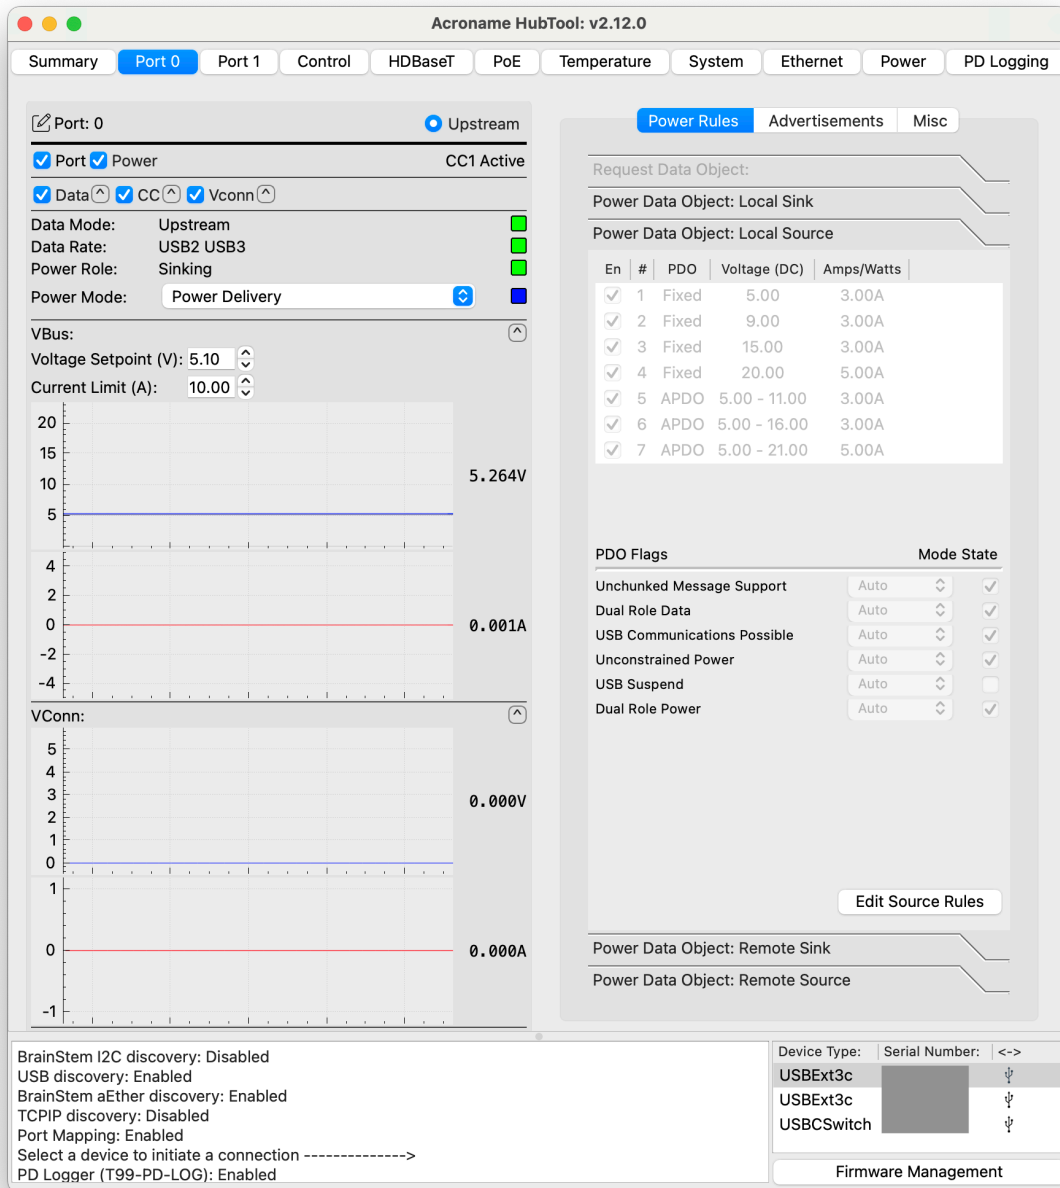 Acroname HubTool: v2.12.0
Summary Port 0 Port 1 Control HDBaseT PoE Temperature System Ethernet Power PD Logging
Port: 0 Upstream
Port Power CC1 Active
Data CC Vconn
Data Mode: Upstream
Data Rate: USB2 USB3
Power Role: Sinking
Power Mode: Power Delivery
VBus:
Voltage Setpoint (V): 5.10
Current Limit (A): 10.00
20
15
10
5
5.264V
4
2
0
-2
-4
0.001A
VConn:
5
4
3
2
1
0
0.000V
1
0
-1
0.000A
Power Rules Advertisements Misc
Request Data Object:
Power Data Object: Local Sink
Power Data Object: Local Source
En # PDO Voltage (DC) Amps/Watts
1 Fixed 5.00 3.00A
2 Fixed 9.00 3.00A
3 Fixed 15.00 3.00A
4 Fixed 20.00 5.00A
5 APDO 5.00 - 11.00 3.00A
6 APDO 5.00 - 16.00 3.00A
7 APDO 5.00 - 21.00 5.00A
PDO Flags Mode State
Unchunked Message Support Auto
Dual Role Data Auto
USB Communications Possible Auto
Unconstrained Power Auto
USB Suspend Auto
Dual Role Power Auto
Edit Source Rules
Power Data Object: Remote Sink
Power Data Object: Remote Source
BrainStem I2C discovery: Disabled
USB discovery: Enabled
BrainStem aEther discovery: Enabled
TCPIP discovery: Disabled
Port Mapping: Enabled
Select a device to initiate a connection -------------->
PD Logger (T99-PD-LOG): Enabled
Device Type: Serial Number: <->
USBExt3c
USBExt3c
USBCSwitch
Firmware Management